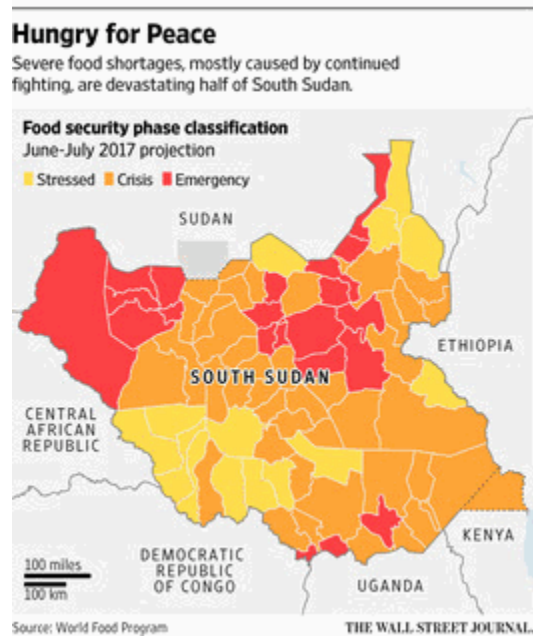 Hungry for Peace
Severe food shortages, mostly caused by continued
fighting, are devastating half of South Sudan.
Food security phase classification
June-July 2017 projection
Stressed Crisis Emergency
SUDAN
ETHIOPIA
SOUTH SUDAN
CENTRAL
AFRICAN
REPUBLIC
KENYA
DEMOCRATIC
REPUBLIC
OF CONGO
UGANDA
100 miles
100 km
Source: World Food Program
THE WALL STREET JOURNAL.